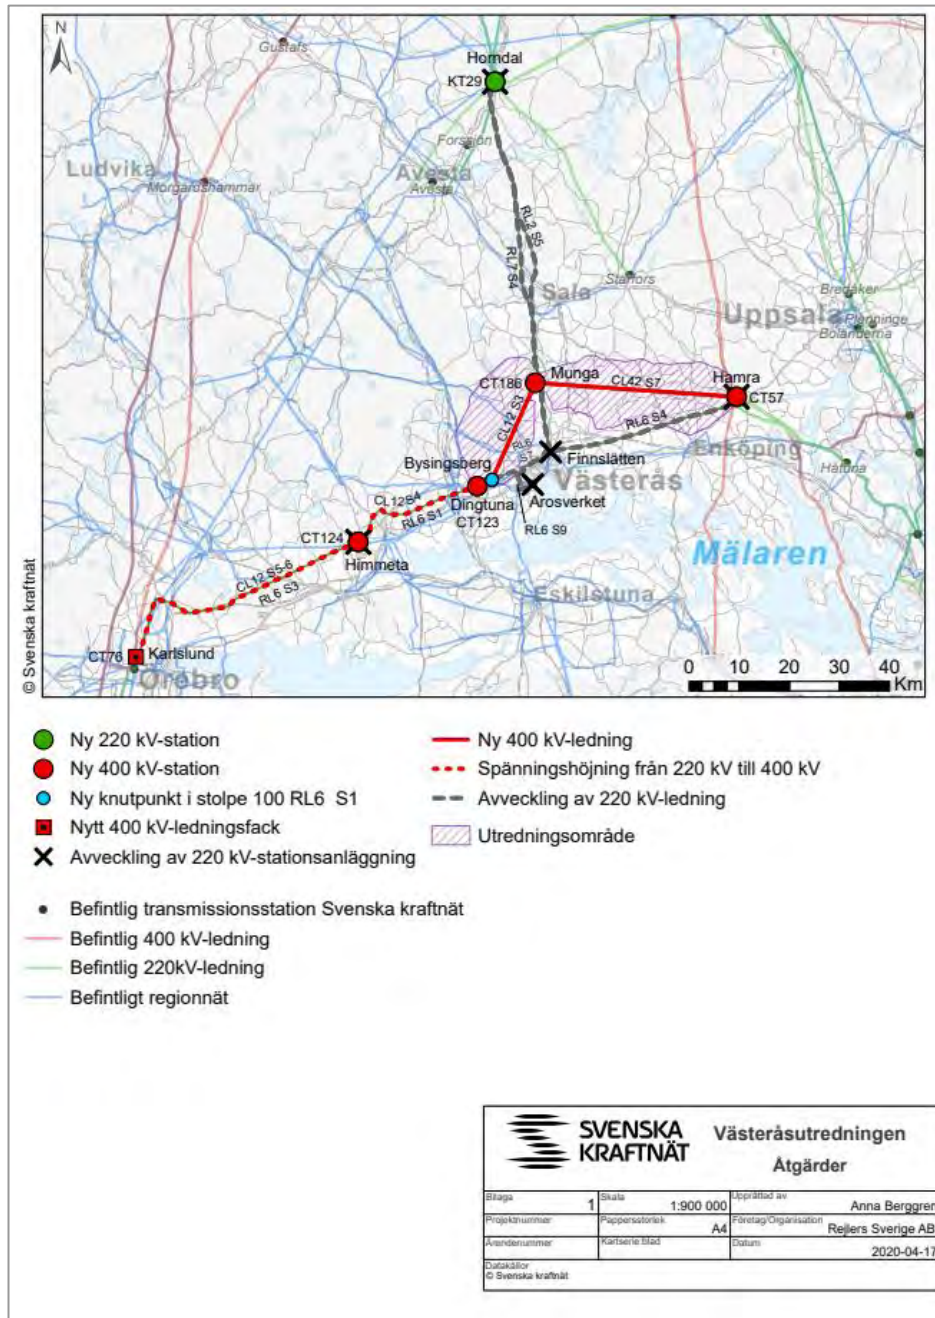 N
Gustafs
Horndal
KT29
Forssjön
Ludvika
Avesta
Morgårdshammar
Avesta
RL2 S5
RL7 S4
Stalfors
Sala
Bredåker
Uppsala
Plenninge
Bolanderna
Munga
Hamra
CT186
CL42 S7
CT57
CL12 S3
RL6 S4
Bysingsberg
Finnslätten
Enköping
Håtuna
Västerås
CL12S4
Dingtuna
Arosverket
RL6 S1
CT123
RL6 S9
CT124
Himmeta
Mälaren
CL12 S5-6
RL6 S3
Eskilstuna
CT76
Karlslund
Örebro
0 10 20 30 40
Km
© Svenska kraftnät
Ny 220 kV-station
Ny 400 kV-station
Ny knutpunkt i stolpe 100 RL6 S1
Nytt 400 kV-ledningsfack
Avveckling av 220 kV-stationsanläggning
Ny 400 kV-ledning
Spänningshöjning från 220 kV till 400 kV
Avveckling av 220 kV-ledning
Utredningsområde
Befintlig transmissionsstation Svenska kraftnät
Befintlig 400 kV-ledning
Befintlig 220kV-ledning
Befintligt regionnät
SVENSKA
KRAFTNÄT
Västeråsutredningen
Åtgärder
Bilaga 1
Skala 1:900 000
Upprättad av Anna Berggren
Projektnummer
Pappersstorlek A4
Företag/Organisation Rejlers Sverige AB
Ärendenummer
Kartserie blad
Datum 2020-04-17
Datakällor
© Svenska kraftnät